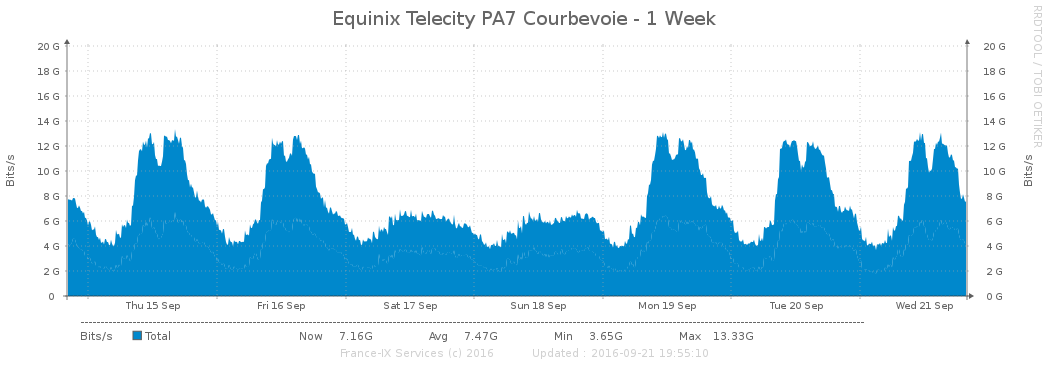 Equinix Telecity PA7 Courbevoie - 1 Week
RRDTOOL / TOBI OETIKER
Bits/s
20 G 20 G
18 G 18 G
16 G 16 G
14 G 14 G
12 G 12 G
10 G 10 G
8 G 8 G
6 G 6 G
4 G 4 G
2 G 2 G
0 0 G
Bits/s
Thu 15 Sep Fri 16 Sep Sat 17 Sep Sun 18 Sep Mon 19 Sep Tue 20 Sep Wed 21 Sep
Bits/s Total Now 7.16G Avg 7.47G Min 3.65G Max 13.33G
France-IX Services (c) 2016 Updated : 2016-09-21 19:55:10